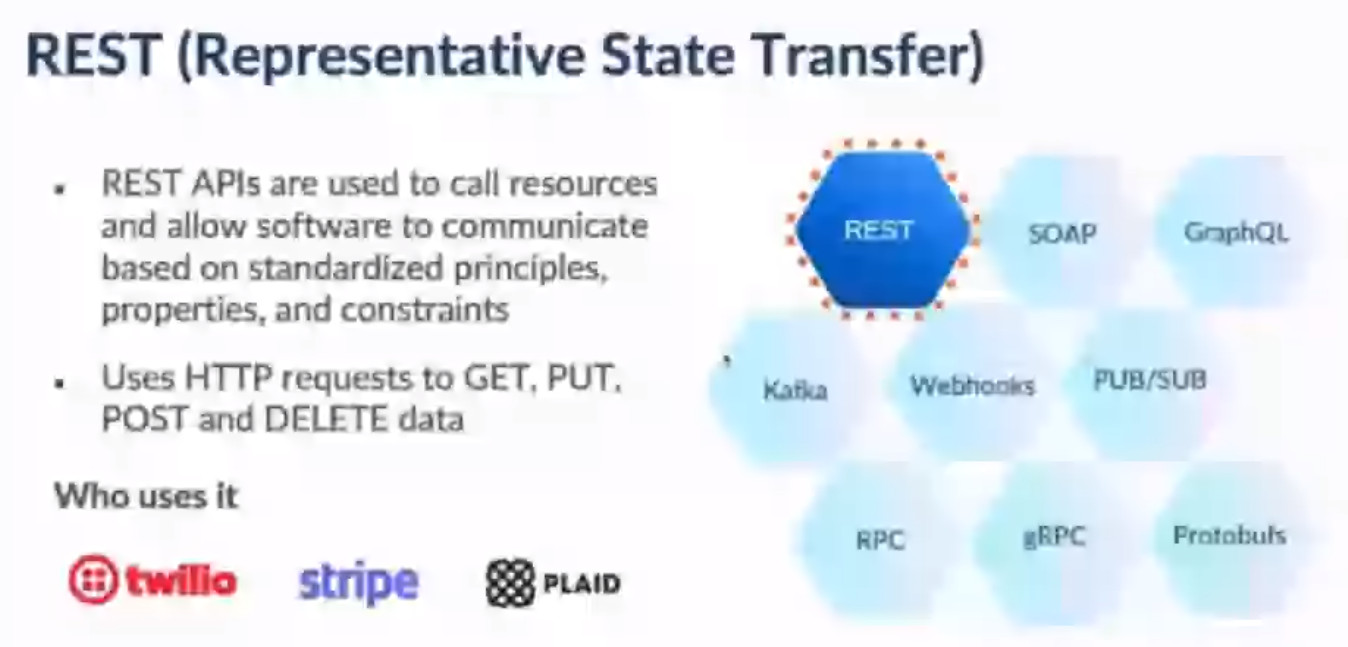 REST (Representative State Transfer)
REST APIs are used to call resources
and allow software to communicate
based on standardized principles,
properties, and constraints
Uses HTTP requests to GET, PUT,
POST and DELETE data
Who uses it
twilio
stripe
PLAID
REST
SOAP
GraphQL
Kafka
Webhooks
PUB/SUB
RPC
gRPC
Protobufs